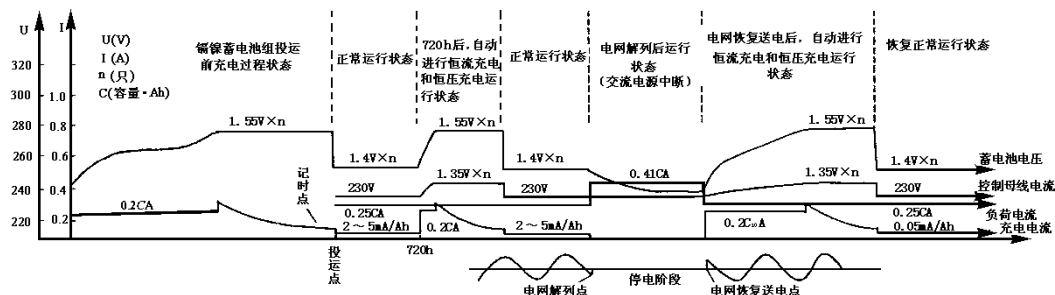 U
I
U(V)
I (A)
n (只)
C(容量·Ah)
320
300
280
260
240
220
1.0
0.8
0.6
0.4
0.2
镉镍蓄电池组投运
前充电过程状态
正常运行状态
720h后,自动
进行恒流充电
和恒压充电运
行状态
正常运行状态
电网解列后运行
状态
(交流电源中断)
电网恢复送电后,自动进行
恒流充电和恒压充电运行
状态
恢复正常运行状态
1.55V×n
1.4V×n
1.55V×n
1.4V×n
1.55V×n
1.4V×n
蓄电池电压
230V
1.35V×n
230V
0.41CA
1.35V×n
230V
控制母线电流
0.2CA
记时点
0.25CA
2～5mA/Ah
0.2CA
2～5mA/Ah
0.2C₁₀A
0.25CA
0.05mA/Ah
负荷电流
充电电流
投运点
720h
电网解列点
停电阶段
电网恢复送电点